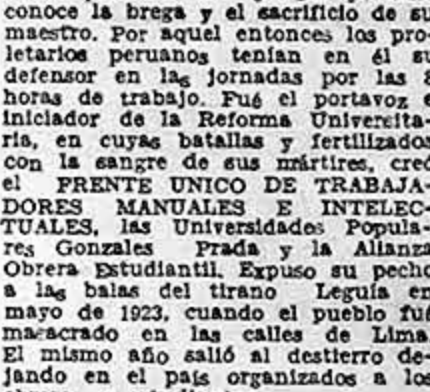 conoce la brega y el sacrificio de su
maestro. Por aquel entonces los pro-
letarios peruanos tenían en él su
defensor en las jornadas por las 8
horas de trabajo. Fué el portavoz e
iniciador de la Reforma Universita-
ria, en cuyas batallas y fertilizados
con la sangre de sus mártires, creó
el FRENTE UNICO DE TRABAJA-
DORES MANUALES E INTELEC-
TUALES, las Universidades Popula-
res Gonzales Prada y la Alianza
Obrera Estudiantil. Expuso su pecho
a las balas del tirano Leguía en
mayo de 1923, cuando el pueblo fué
masacrado en las calles de Lima.
El mismo año salió al destierro de-
jando en el país organizados a los